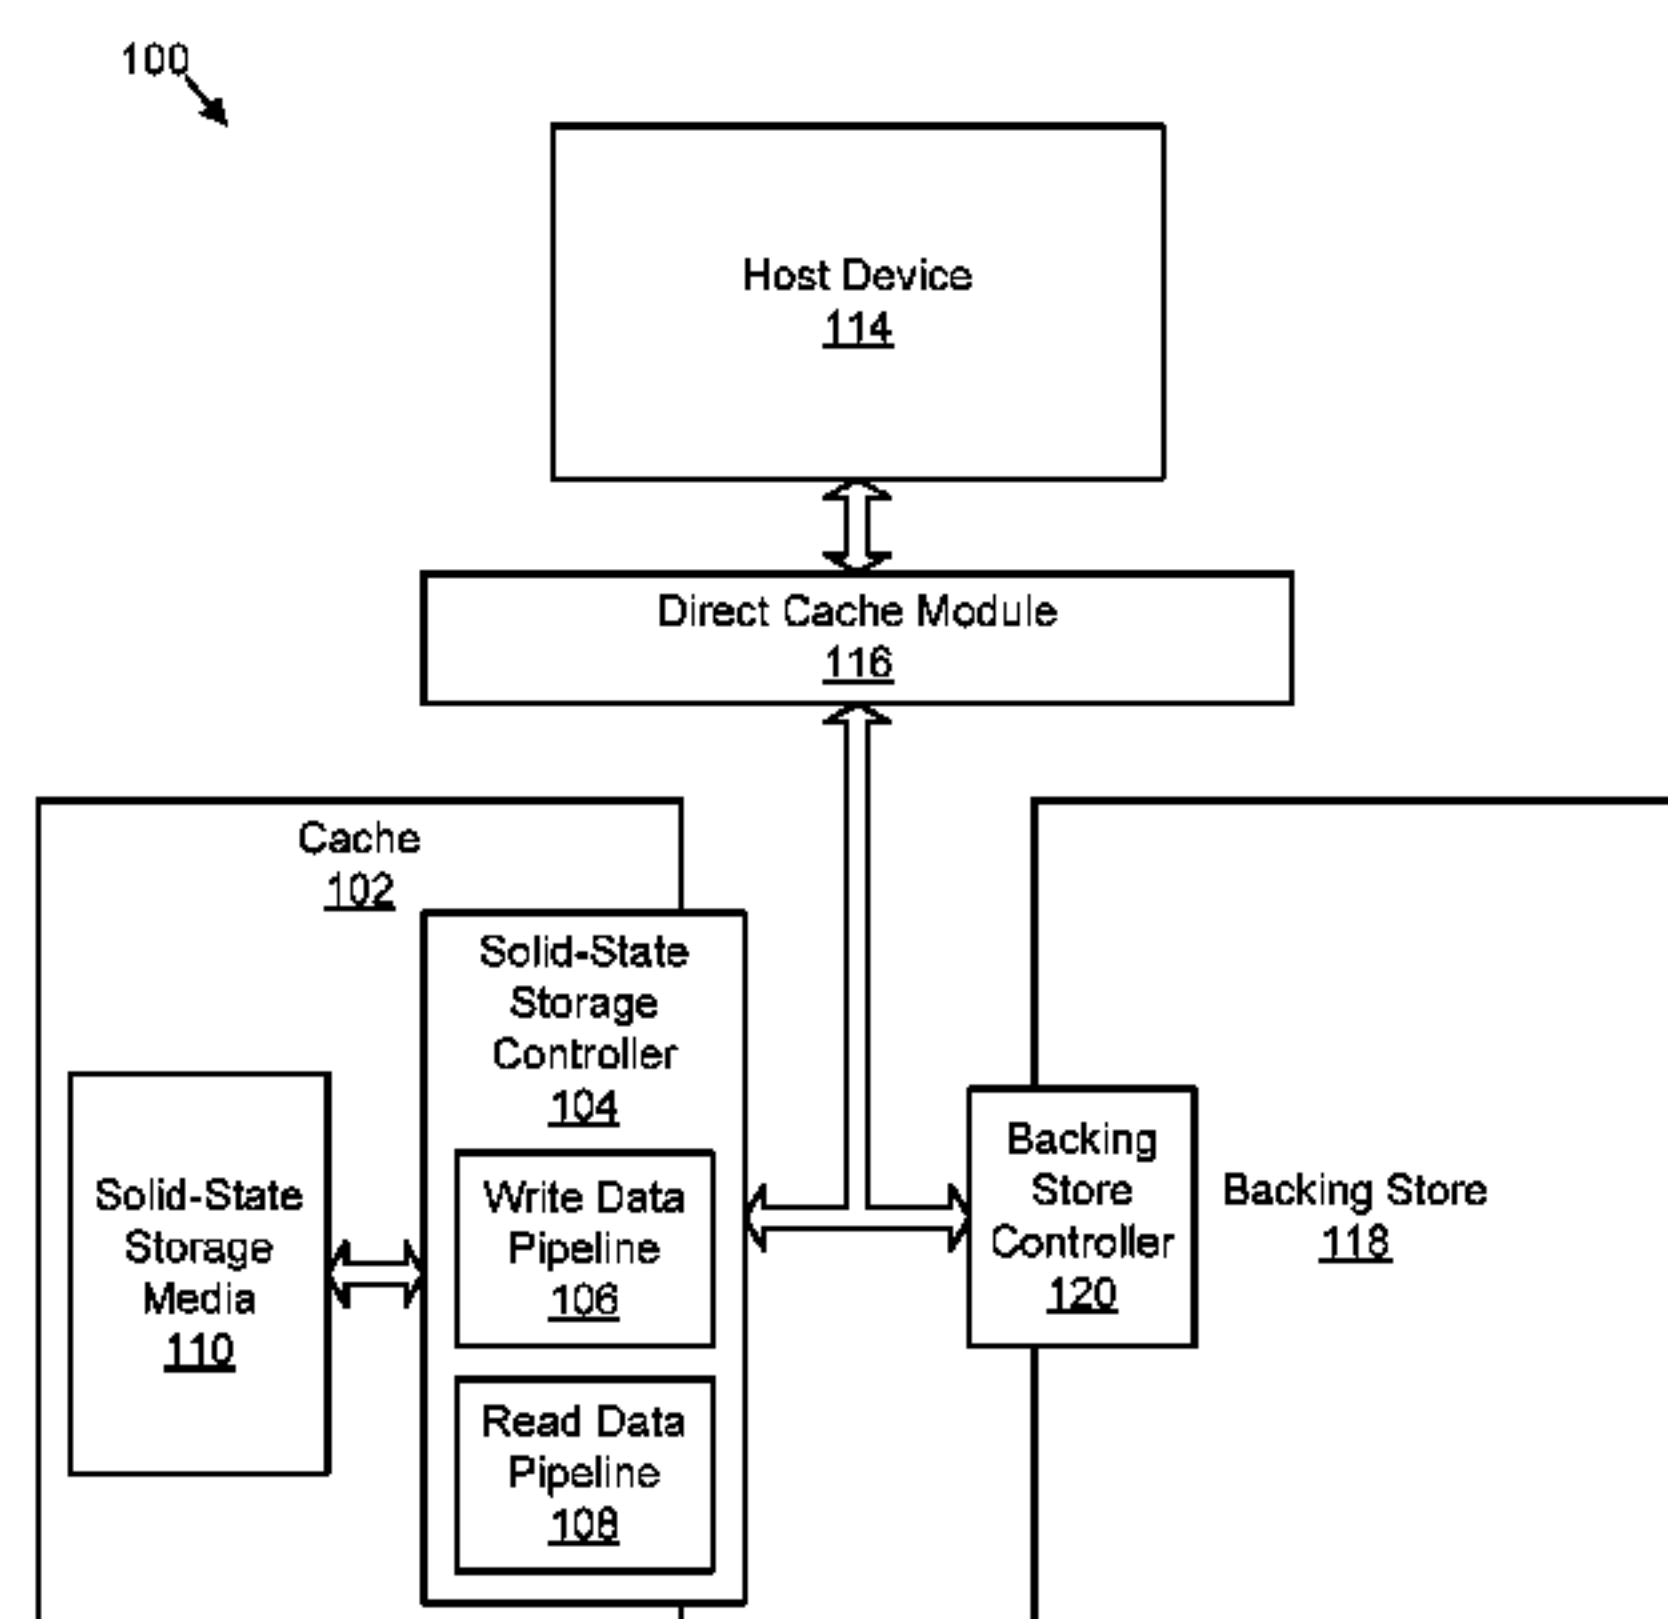 100
Host Device
114
Direct Cache Module
116
Cache
102
Solid-State
Storage
Controller
104
Solid-State
Storage
Media
110
Write Data
Pipeline
106
Read Data
Pipeline
108
Backing
Store
Controller
120
Backing Store
118